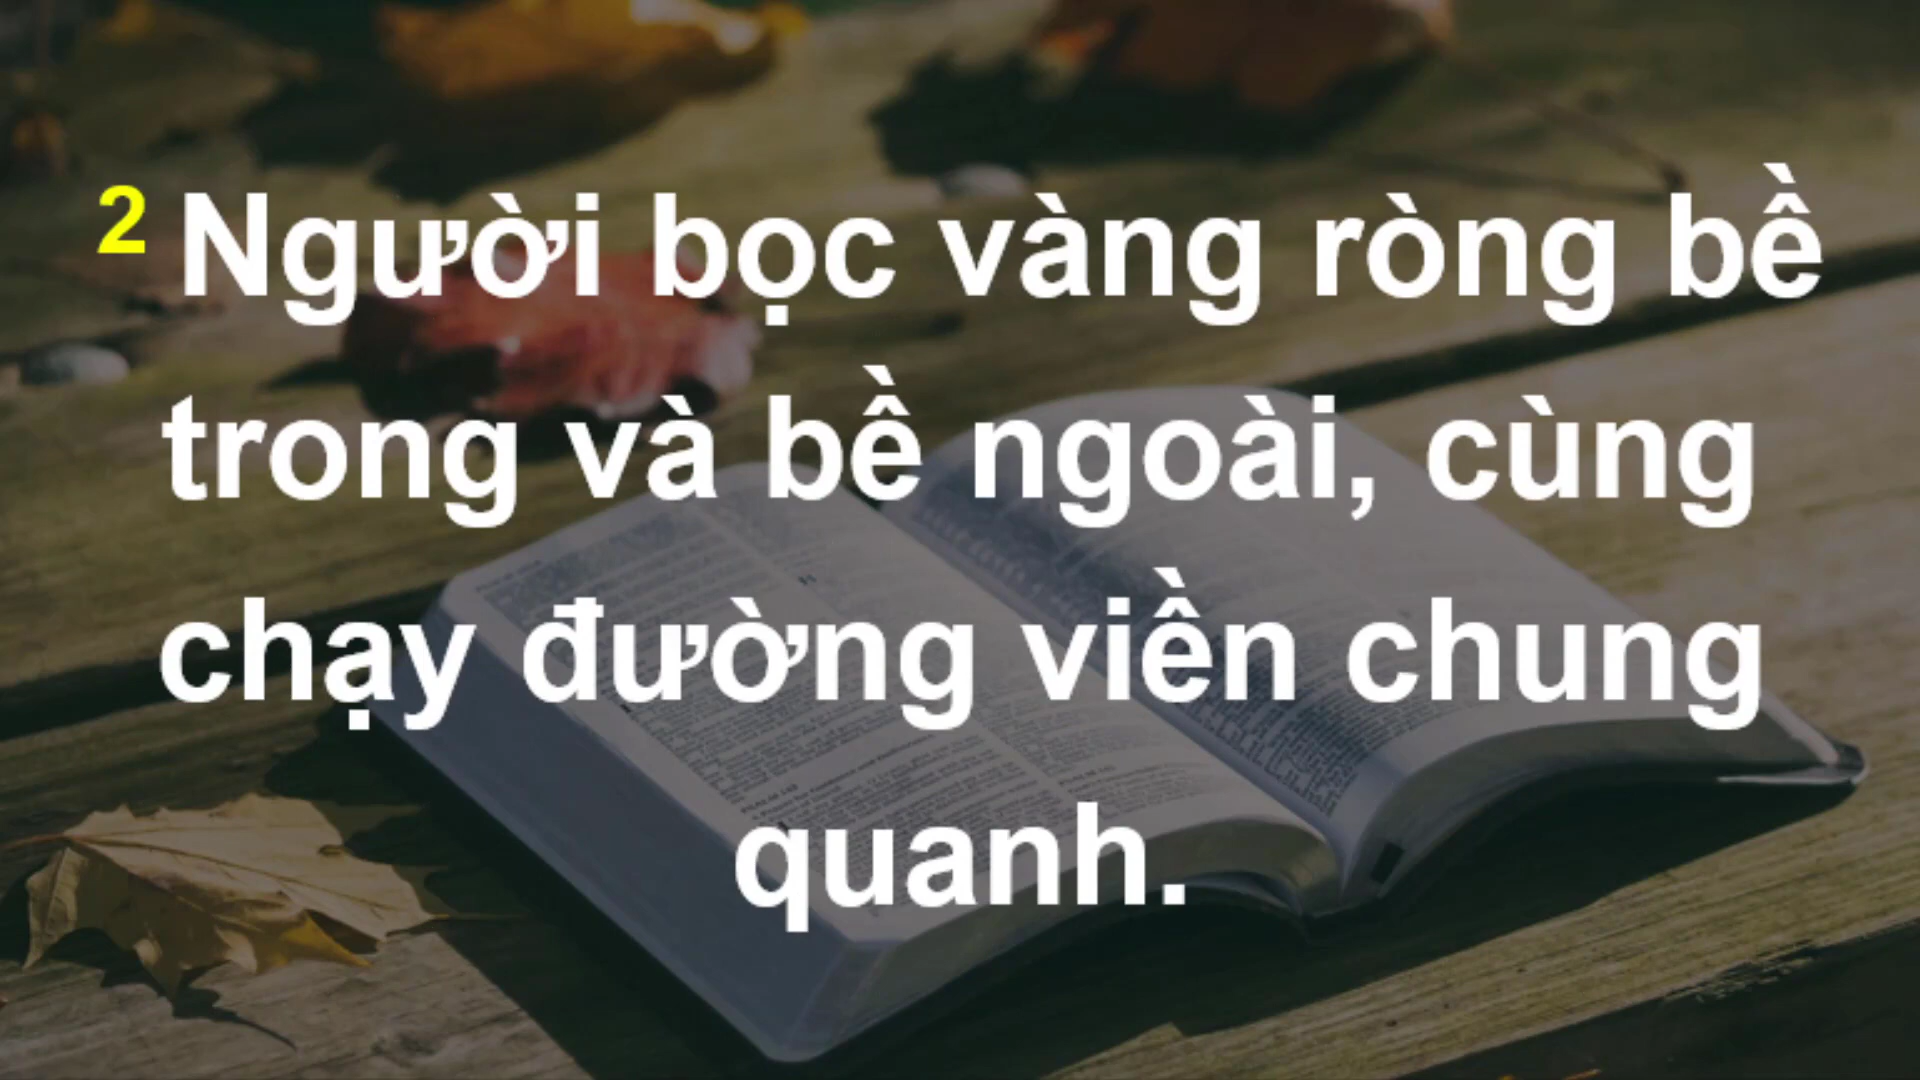 2 Người bọc vàng ròng bề
trong và bề ngoài, cùng
chạy đường viền chung
quanh.